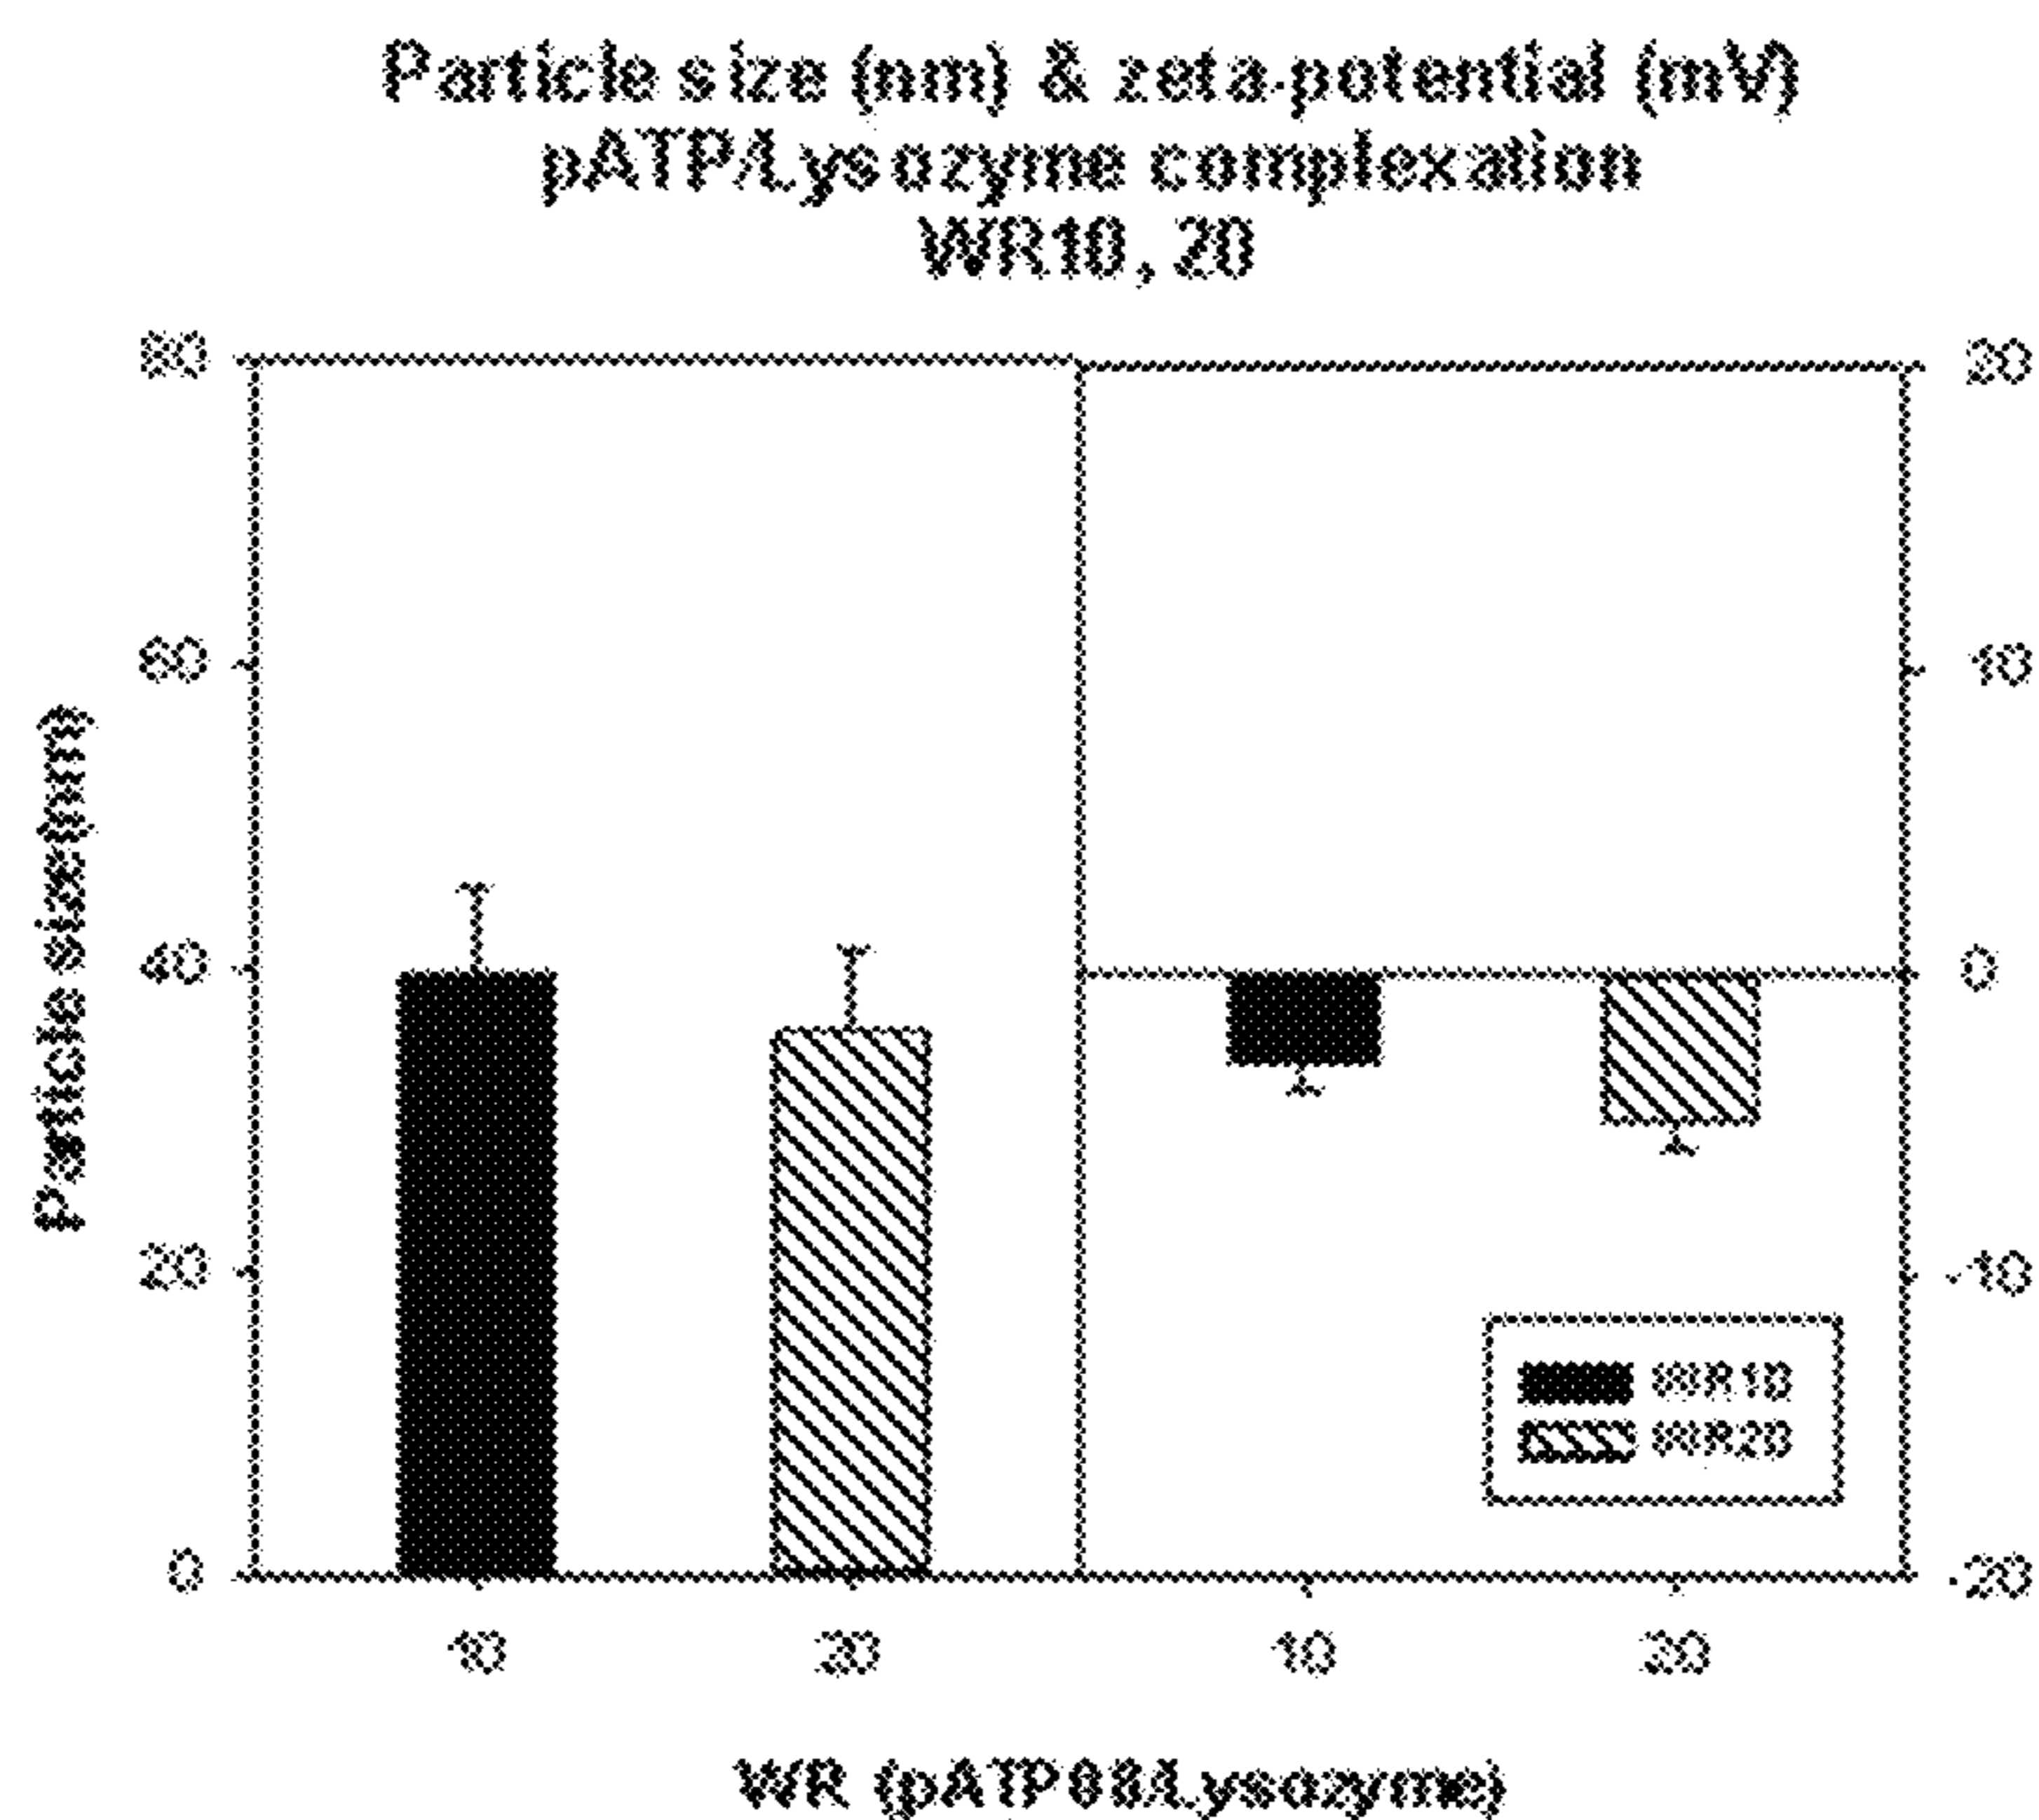 Particle size (nm) & zeta-potential (mV)
pATP/Lysozyme complexation
WR10, 20
80
60
40
20
0
Particle size (nm)
20
10
0
-10
-20
WR10
WR20
10
20
10
20
WR (pATP08/Lysozyme)